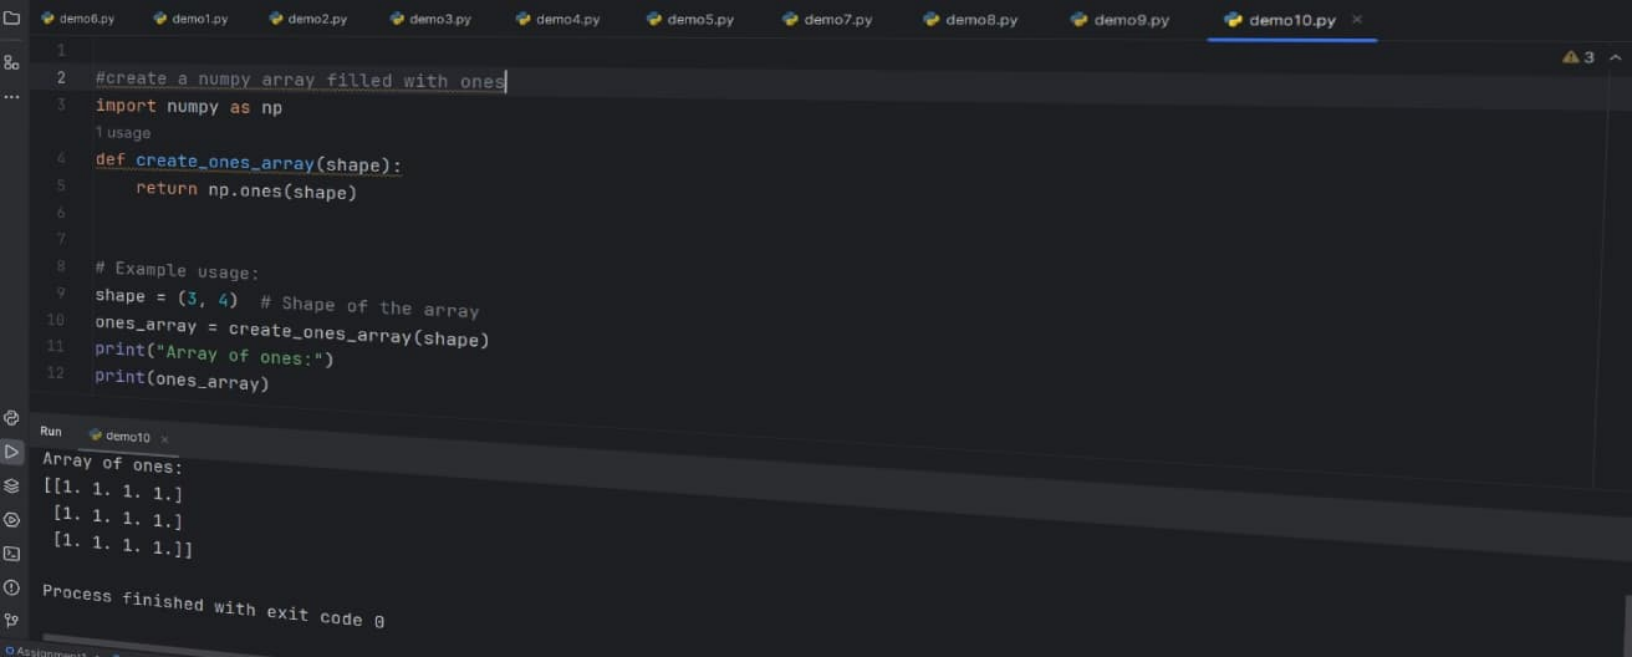 demo6.py demo1.py demo2.py demo3.py demo4.py demo5.py demo7.py demo8.py demo9.py demo10.py ×
3
1
2 #create a numpy array filled with ones
3 import numpy as np
1 usage
4 def create_ones_array(shape):
5 return np.ones(shape)
6
7
8 # Example usage:
9 shape = (3, 4) # Shape of the array
10 ones_array = create_ones_array(shape)
11 print("Array of ones:")
12 print(ones_array)
Run demo10 ×
Array of ones:
[[1. 1. 1. 1.]
[1. 1. 1. 1.]
[1. 1. 1. 1.]]
Process finished with exit code 0
Assignment1